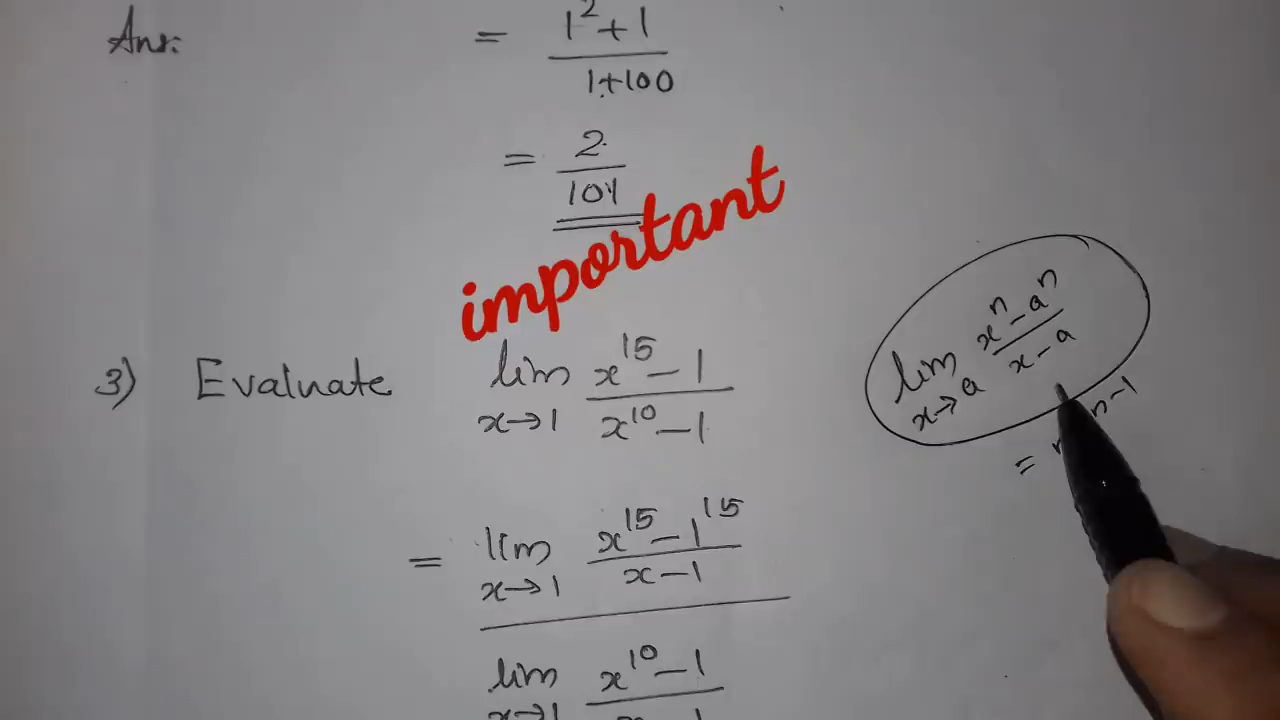 Ans:
= 1² + 1
1 + 100
= 2
101
important
3) Evaluate lim x¹⁵ - 1
x→1 x¹⁰ - 1
lim xⁿ - aⁿ
x→a x - a
= n-1
= lim x¹⁵ - 1¹⁵
x→1 x - 1
lim x¹⁰ - 1
x→1